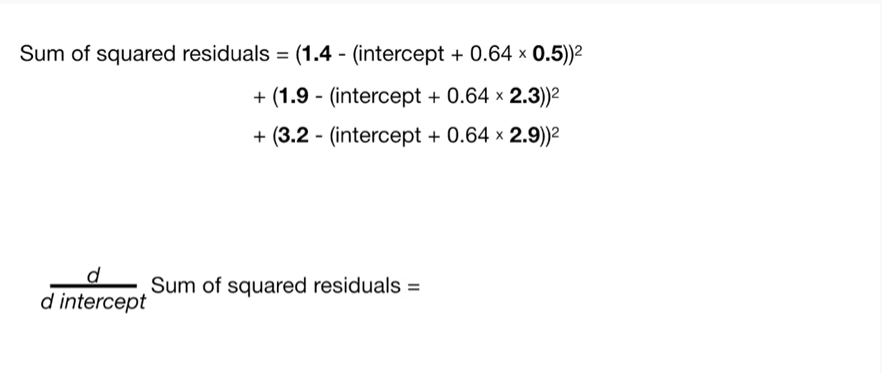 Sum of squared residuals = (1.4 - (intercept + 0.64 × 0.5))²
+ (1.9 - (intercept + 0.64 × 2.3))²
+ (3.2 - (intercept + 0.64 × 2.9))²
d
d intercept
Sum of squared residuals =